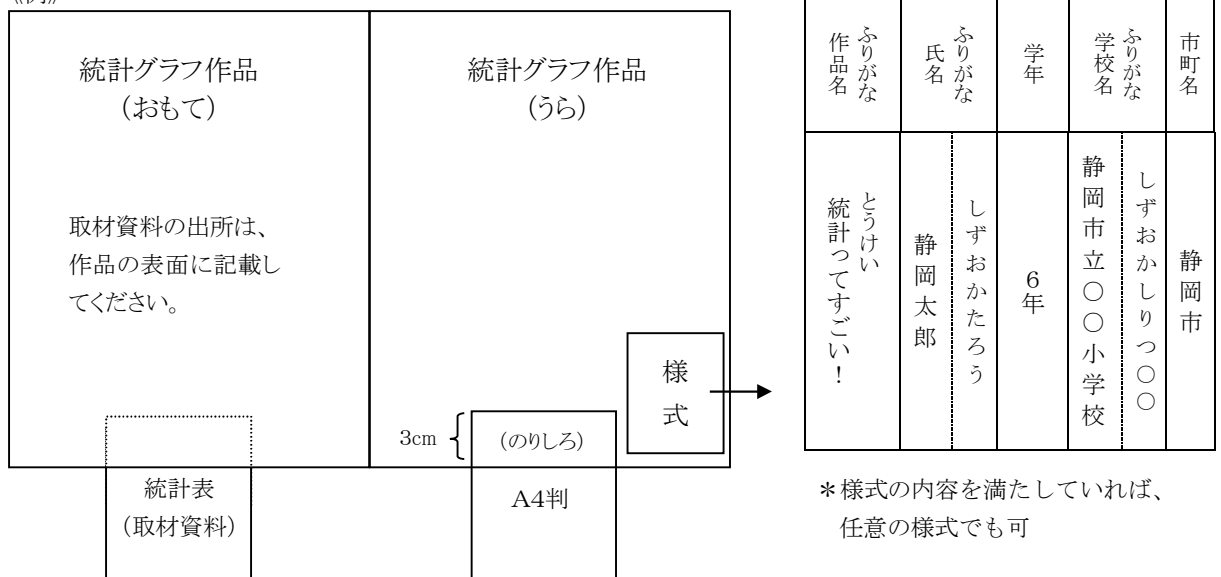 統計グラフ作品
(おもて)
取材資料の出所は、
作品の表面に記載し
てください。
統計表
(取材資料)
統計グラフ作品
(うら)
様
式
3cm
(のりしろ)
A4判
市町名
静岡市
ふりがな
学校名
しずおかしりつ〇〇
静岡市立〇〇小学校
学年
6年
ふりがな
氏名
しずおかたろう
静岡太郎
ふりがな
作品名
とうけい
統計ってすごい!
*様式の内容を満たしていれば、
任意の様式でも可